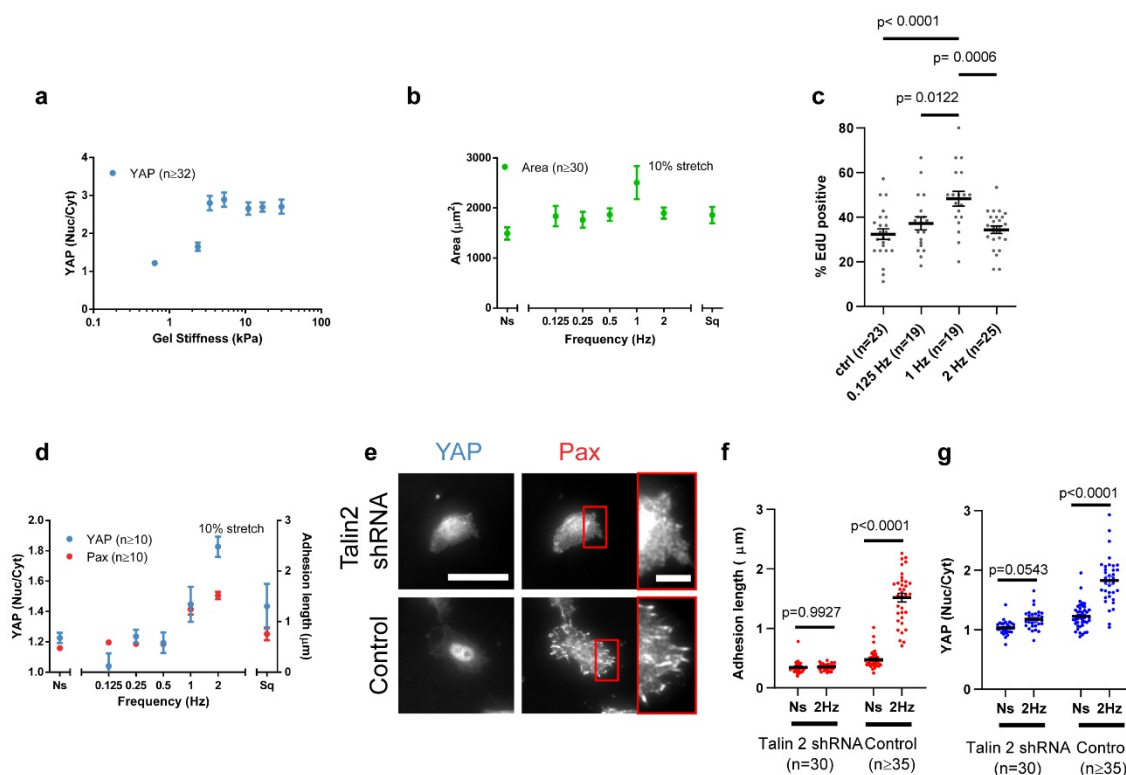 a
YAP (n≥32)
YAP (Nuc/Cyt)
4
3
2
1
0
0.1
1
10
100
Gel Stiffness (kPa)
b
Area (n≥30)
10% stretch
Area (μm²)
3000
2000
1000
0
Ns
0.125
0.25
0.5
1
2
Sq
Frequency (Hz)
p< 0.0001
p= 0.0006
c
p= 0.0122
% EdU positive
80
60
40
20
0
ctrl (n=23)
0.125 Hz (n=19)
1 Hz (n=19)
2 Hz (n=25)
d
10% stretch
YAP (n≥10)
Pax (n≥10)
YAP (Nuc/Cyt)
2.0
1.8
1.6
1.4
1.2
1.0
3
2
1
0
Adhesion length (μm)
Ns
0.125
0.25
0.5
1
2
Sq
Frequency (Hz)
e
YAP
Pax
Talin2
shRNA
Control
f
p<0.0001
p=0.9927
Adhesion length ( μm)
3
2
1
0
Ns 2Hz
Ns 2Hz
Talin 2 shRNA
(n=30)
Control
(n≥35)
g
p<0.0001
p=0.0543
YAP (Nuc/Cyt)
3
2
1
0
Ns 2Hz
Ns 2Hz
Talin 2 shRNA
(n=30)
Control
(n≥35)